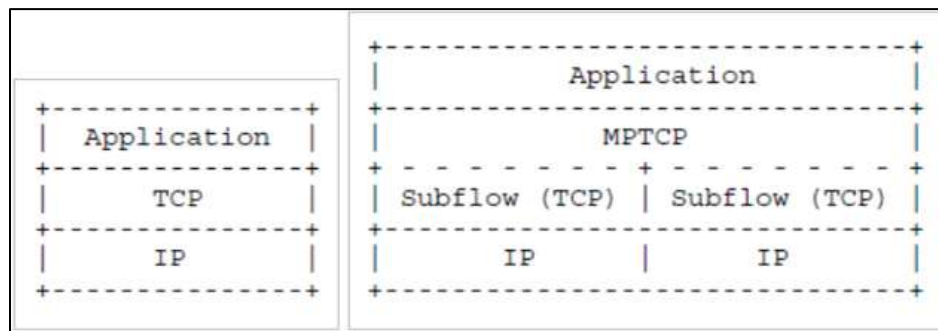 Application
TCP
IP
Application
MPTCP
Subflow (TCP) | Subflow (TCP)
IP | IP